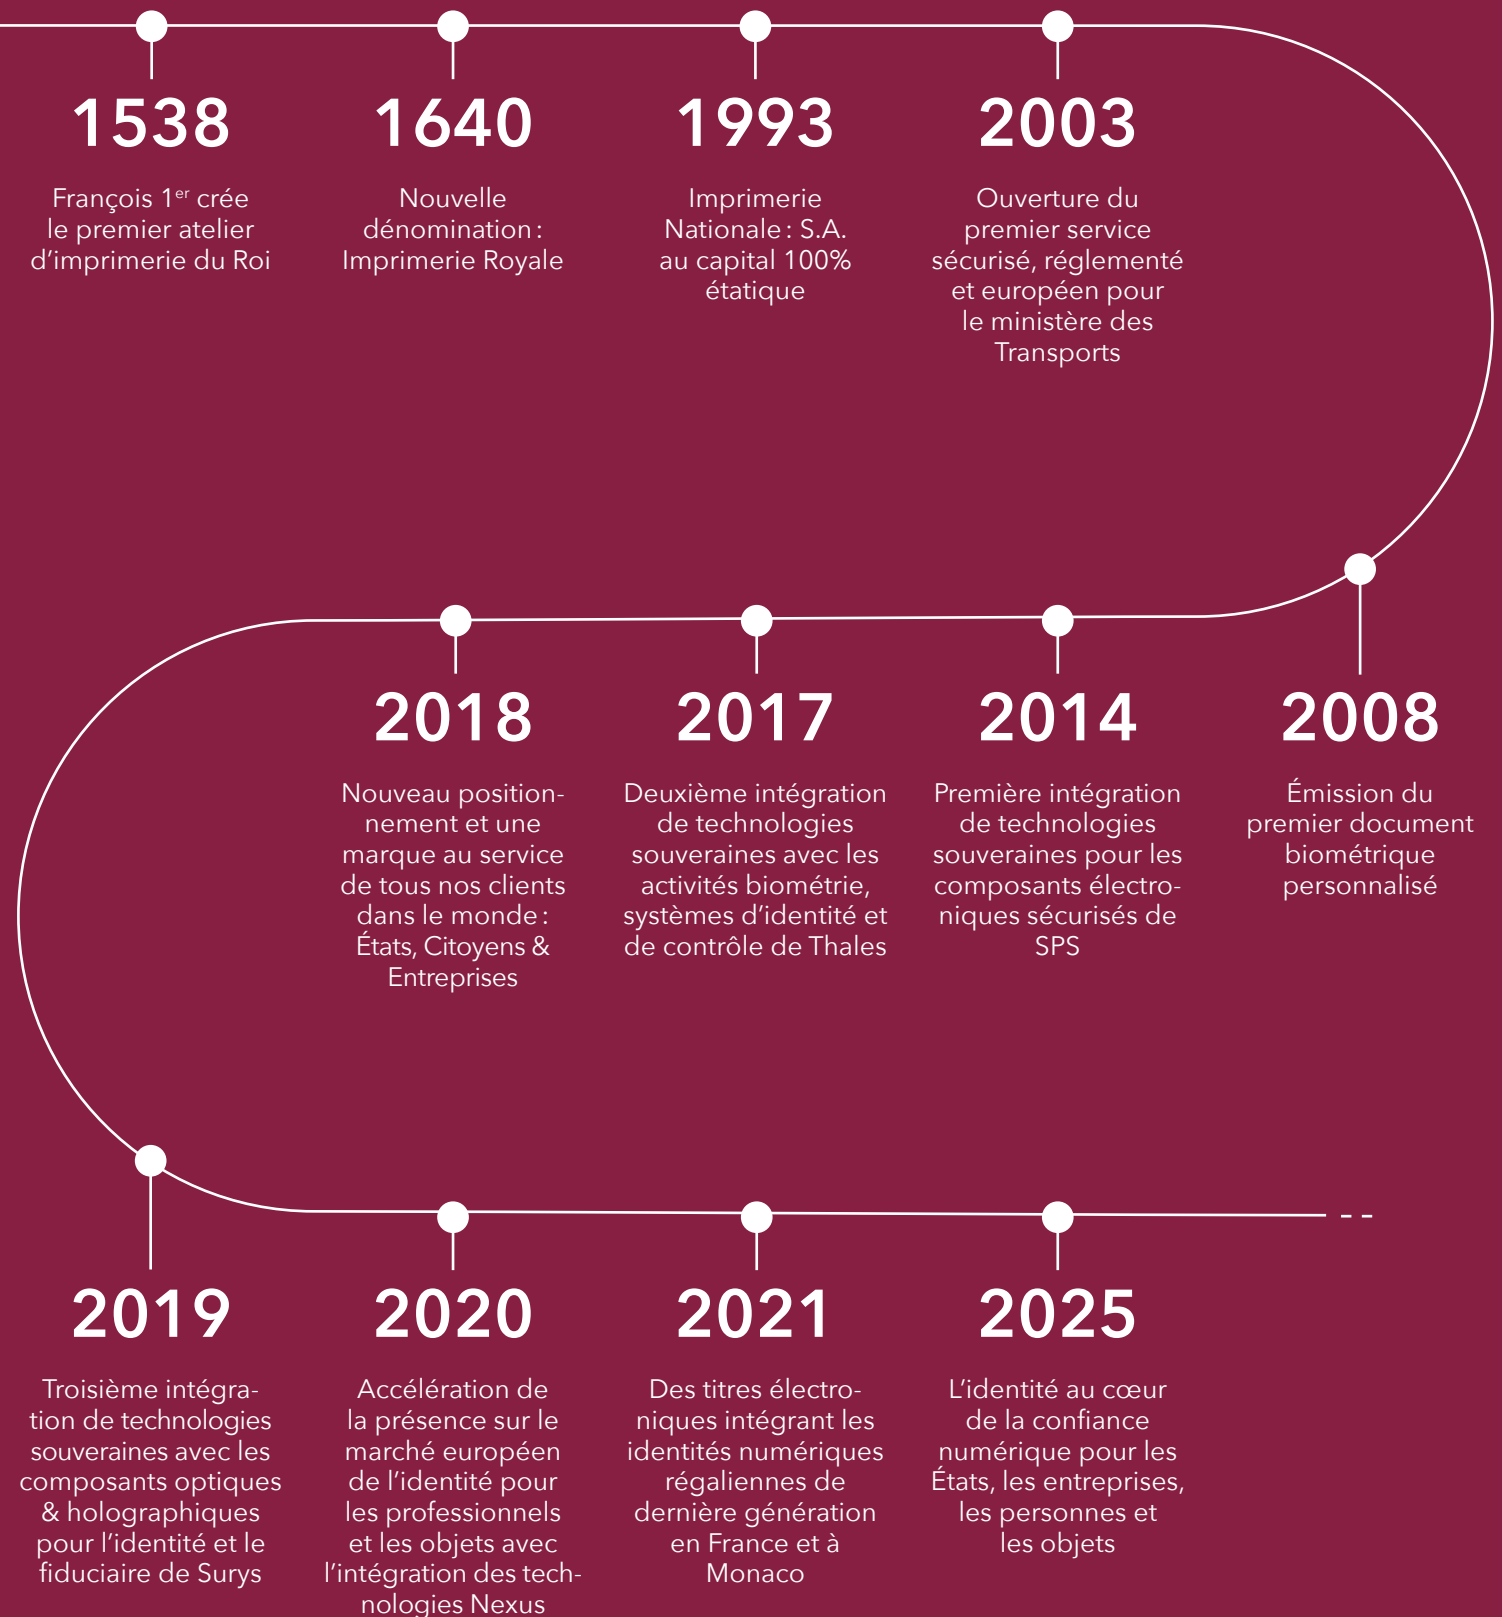 1538
François 1er crée
le premier atelier
d’imprimerie du Roi
1640
Nouvelle
dénomination :
Imprimerie Royale
1993
Imprimerie
Nationale : S.A.
au capital 100%
étatique
2003
Ouverture du
premier service
sécurisé, réglementé
et européen pour
le ministère des
Transports
2008
Émission du
premier document
biométrique
personnalisé
2014
Première intégration
de technologies
souveraines pour les
composants électro-
niques sécurisés de
SPS
2017
Deuxième intégration
de technologies
souveraines avec les
activités biométrie,
systèmes d’identité et
de contrôle de Thales
2018
Nouveau position-
nement et une
marque au service
de tous nos clients
dans le monde :
États, Citoyens &
Entreprises
2019
Troisième intégra-
tion de technologies
souveraines avec les
composants optiques
& holographiques
pour l’identité et le
fiduciaire de Surys
2020
Accélération de
la présence sur le
marché européen
de l’identité pour
les professionnels
et les objets avec
l’intégration des tech-
nologies Nexus
2021
Des titres électro-
niques intégrant les
identités numériques
régaliennes de
dernière génération
en France et à
Monaco
2025
L’identité au cœur
de la confiance
numérique pour les
États, les entreprises,
les personnes et
les objets